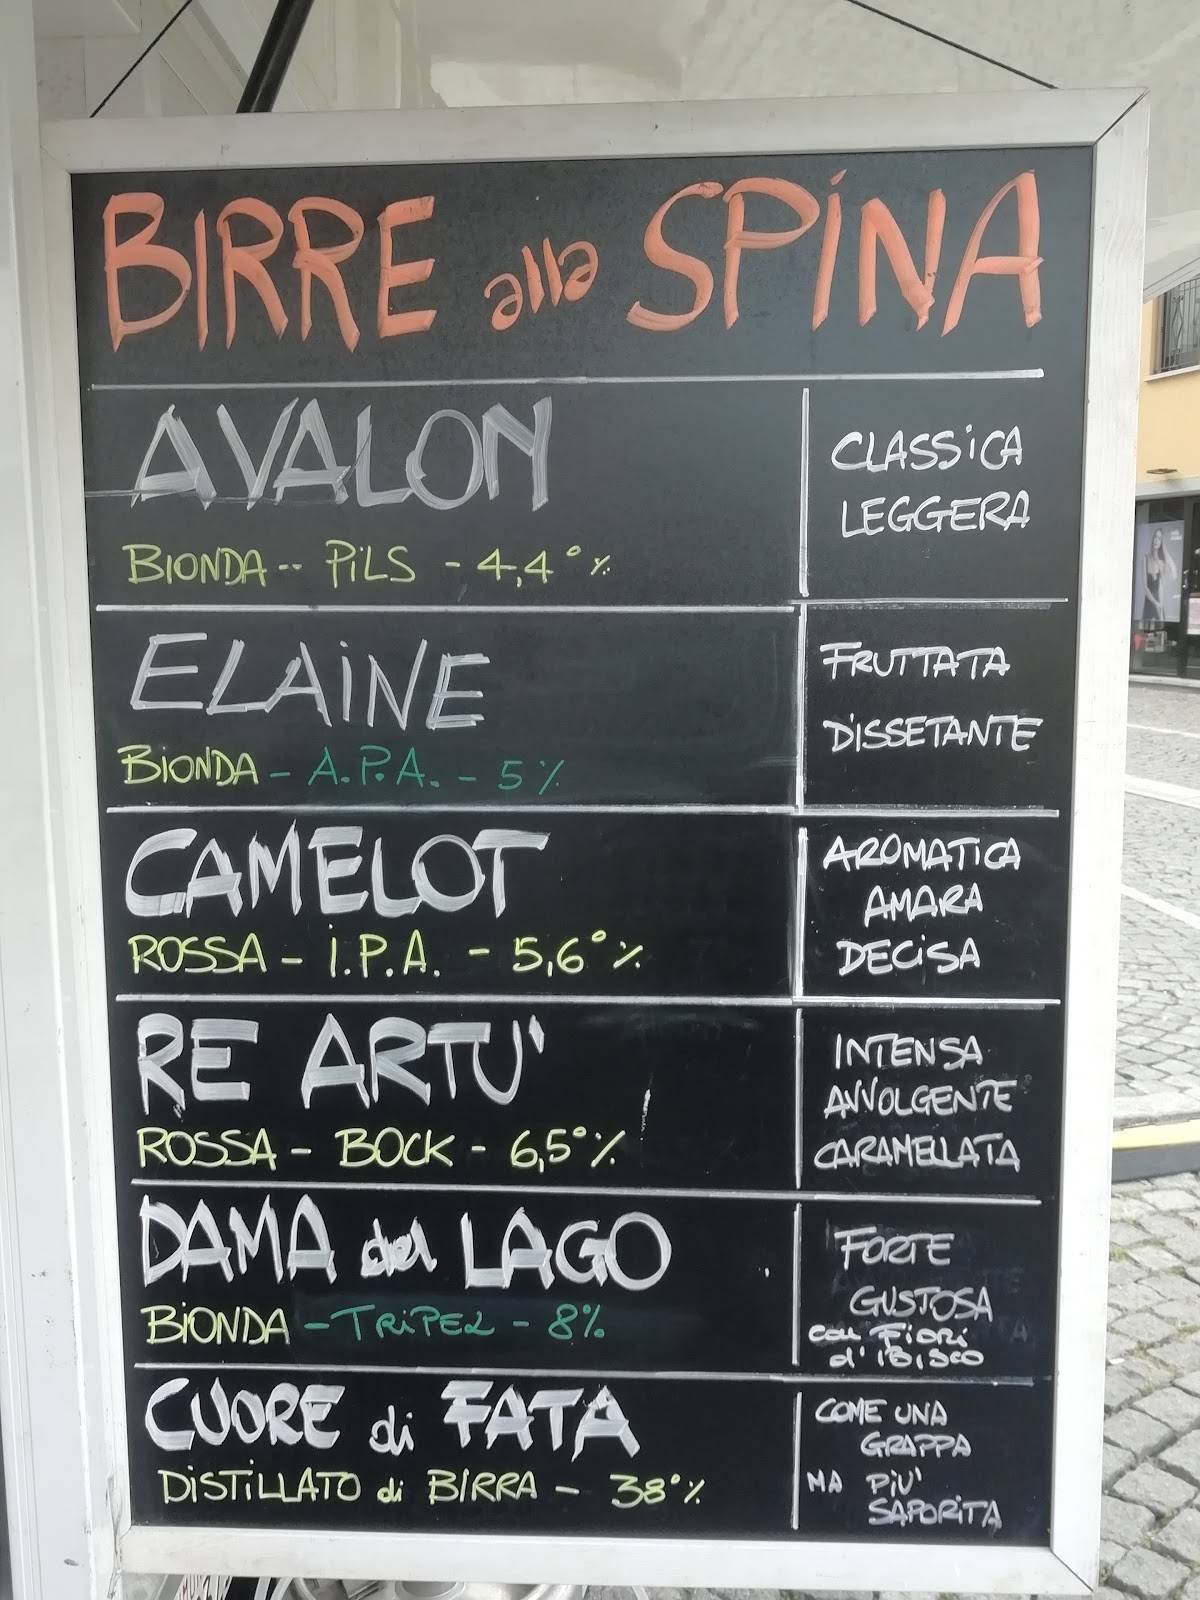 BIRRE alla SPiNA
AVALON
BIONDA -- PiLS - 4,4°%
CLASSiCA
LEGGERA
ELAiNE
BIONDA - A.P.A. - 5%
FRUTTATA
DISSETANTE
CAMELOT
ROSSA - I.P.A. - 5,6°%
AROMATICA
AMARA
DECiSA
RE ARTU'
ROSSA - BOCK - 6,5°%
INTENSA
AVVOLGENTE
CARAMELLATA
DAMA del LAGO
BIONDA - TRiPEL - 8%
FORTE
GUSTOSA
con Fiori
d'IBiSCO
CUORE di FATA
DiSTiLLATO di BIRRA - 38°%
COME UNA
GRAPPA
MA PiU'
SAPORiTA